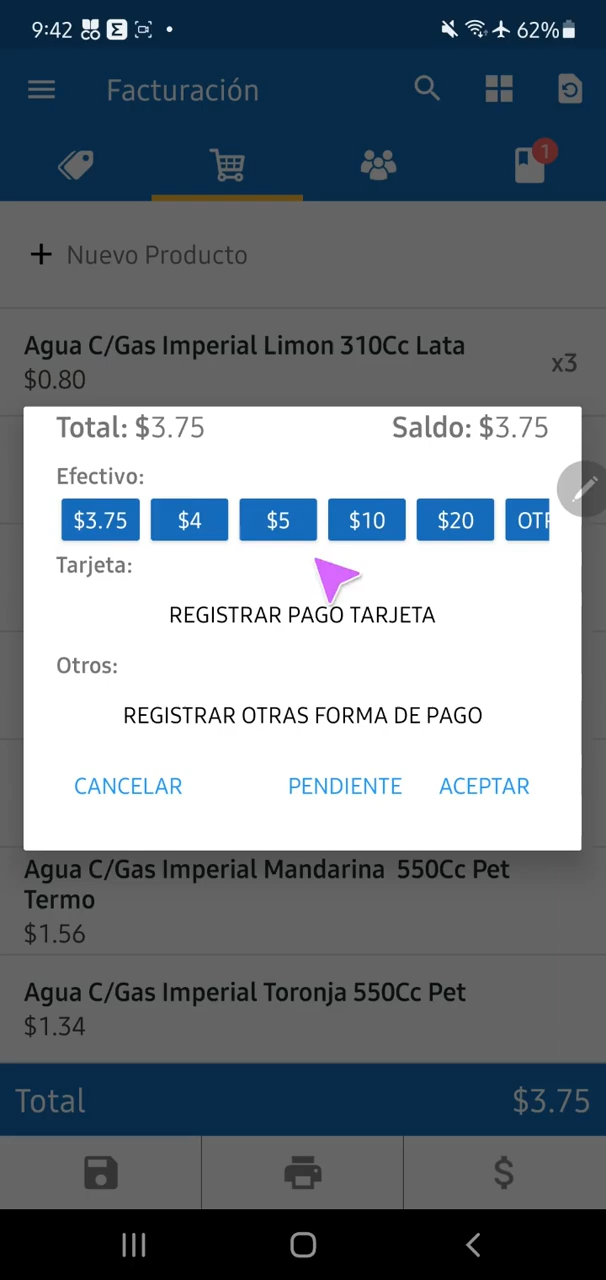 9:42
62%
Facturación
1
Nuevo Producto
Agua C/Gas Imperial Limon 310Cc Lata
$0.80
x3
Total: $3.75
Saldo: $3.75
Efectivo:
$3.75 $4 $5 $10 $20 OTR
Tarjeta:
REGISTRAR PAGO TARJETA
Otros:
REGISTRAR OTRAS FORMA DE PAGO
CANCELAR PENDIENTE ACEPTAR
Agua C/Gas Imperial Mandarina 550Cc Pet
Termo
$1.56
Agua C/Gas Imperial Toronja 550Cc Pet
$1.34
Total $3.75